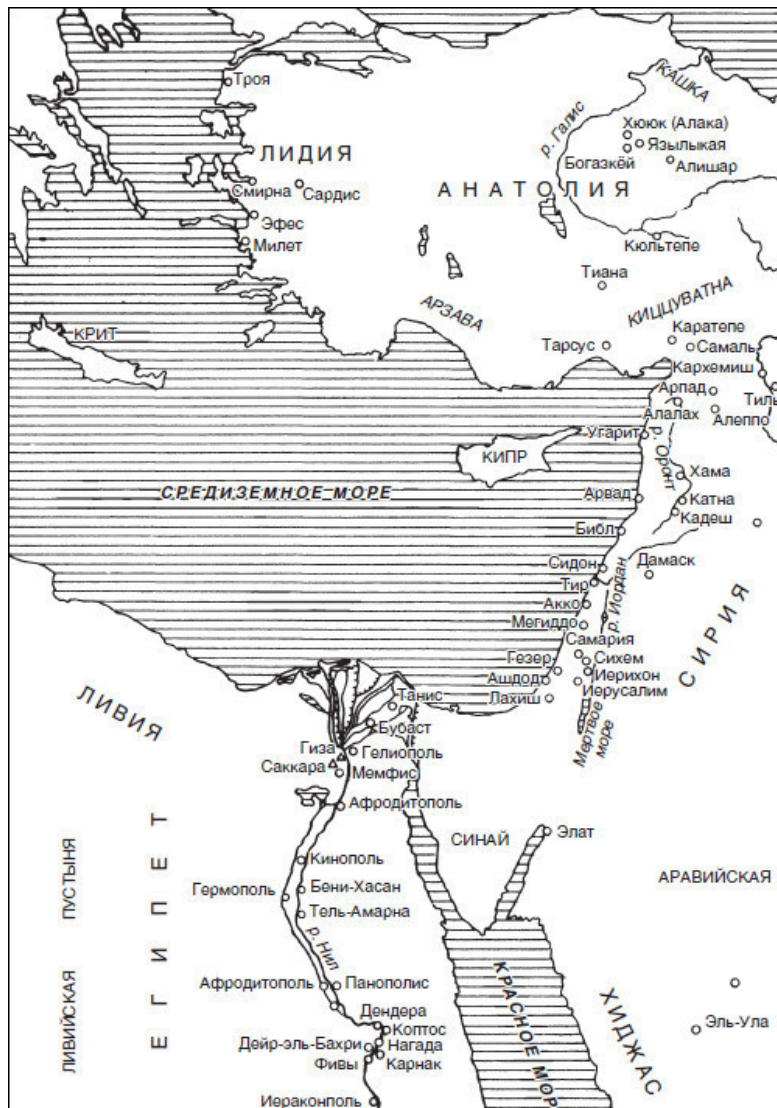 Троя
КАШКА
р. Галис
Хююк (Алака)
Язылыкая
Богазкёй
Алишар
ЛИДИЯ
АНАТОЛИЯ
Смирна
Сардис
Эфес
Милет
Кюльтепе
Тиана
КИЦЦУВАТНА
АРЗАВА
КРИТ
Тарсус
Каратепе
Самаль
Кархемиш
Арпад
Тиль
Алалах
Алеппо
Угарит
р. Оронт
КИПР
Хама
СРЕДИЗЕМНОЕ МОРЕ
Арвад
Катна
Кадеш
Библ
Сидон
Дамаск
Тир
р. Иордан
Акко
Мегиддо
СИРИЯ
Самария
Гезер
Сихем
Иерихон
Ашдод
Иерусалим
Лахиш
ЛИВИЯ
Танис
Бубаст
Мертвое
море
Гиза
Гелиополь
Саккара
Мемфис
Афродитополь
СИНАЙ
Элат
Кинополь
АРАВИЙСКАЯ
Гермополь
Бени-Хасан
Тель-Амарна
ЛИВИЙСКАЯ ПУСТЫНЯ
ЕГИПЕТ
р. Нил
Афродитополь
Панополис
КРАСНОЕ МОР
ХИДЖАС
Дендера
Коптос
Эль-Ула
Дейр-эль-Бахри
Нагада
Фивы
Карнак
Иераконполь